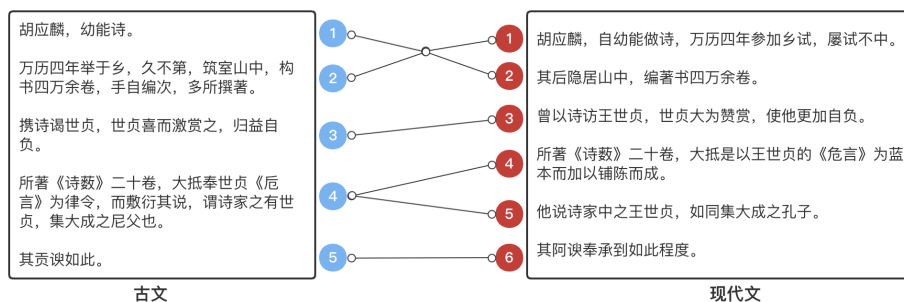 胡应麟，幼能诗。
万历四年举于乡，久不第，筑室山中，构
书四万余卷，手自编次，多所撰著。
携诗谒世贞，世贞喜而激赏之，归益自
负。
所著《诗薮》二十卷，大抵奉世贞《卮
言》为律令，而敷衍其说，谓诗家之有世
贞，集大成之尼父也。
其贡谀如此。
1
2
3
4
5
1
2
3
4
5
6
胡应麟，自幼能做诗，万历四年参加乡试，屡试不中。
其后隐居山中，编著书四万余卷。
曾以诗访王世贞，世贞大为赞赏，使他更加自负。
所著《诗薮》二十卷，大抵是以王世贞的《危言》为蓝
本而加以铺陈而成。
他说诗家中之王世贞，如同集大成之孔子。
其阿谀奉承到如此程度。
古文
现代文